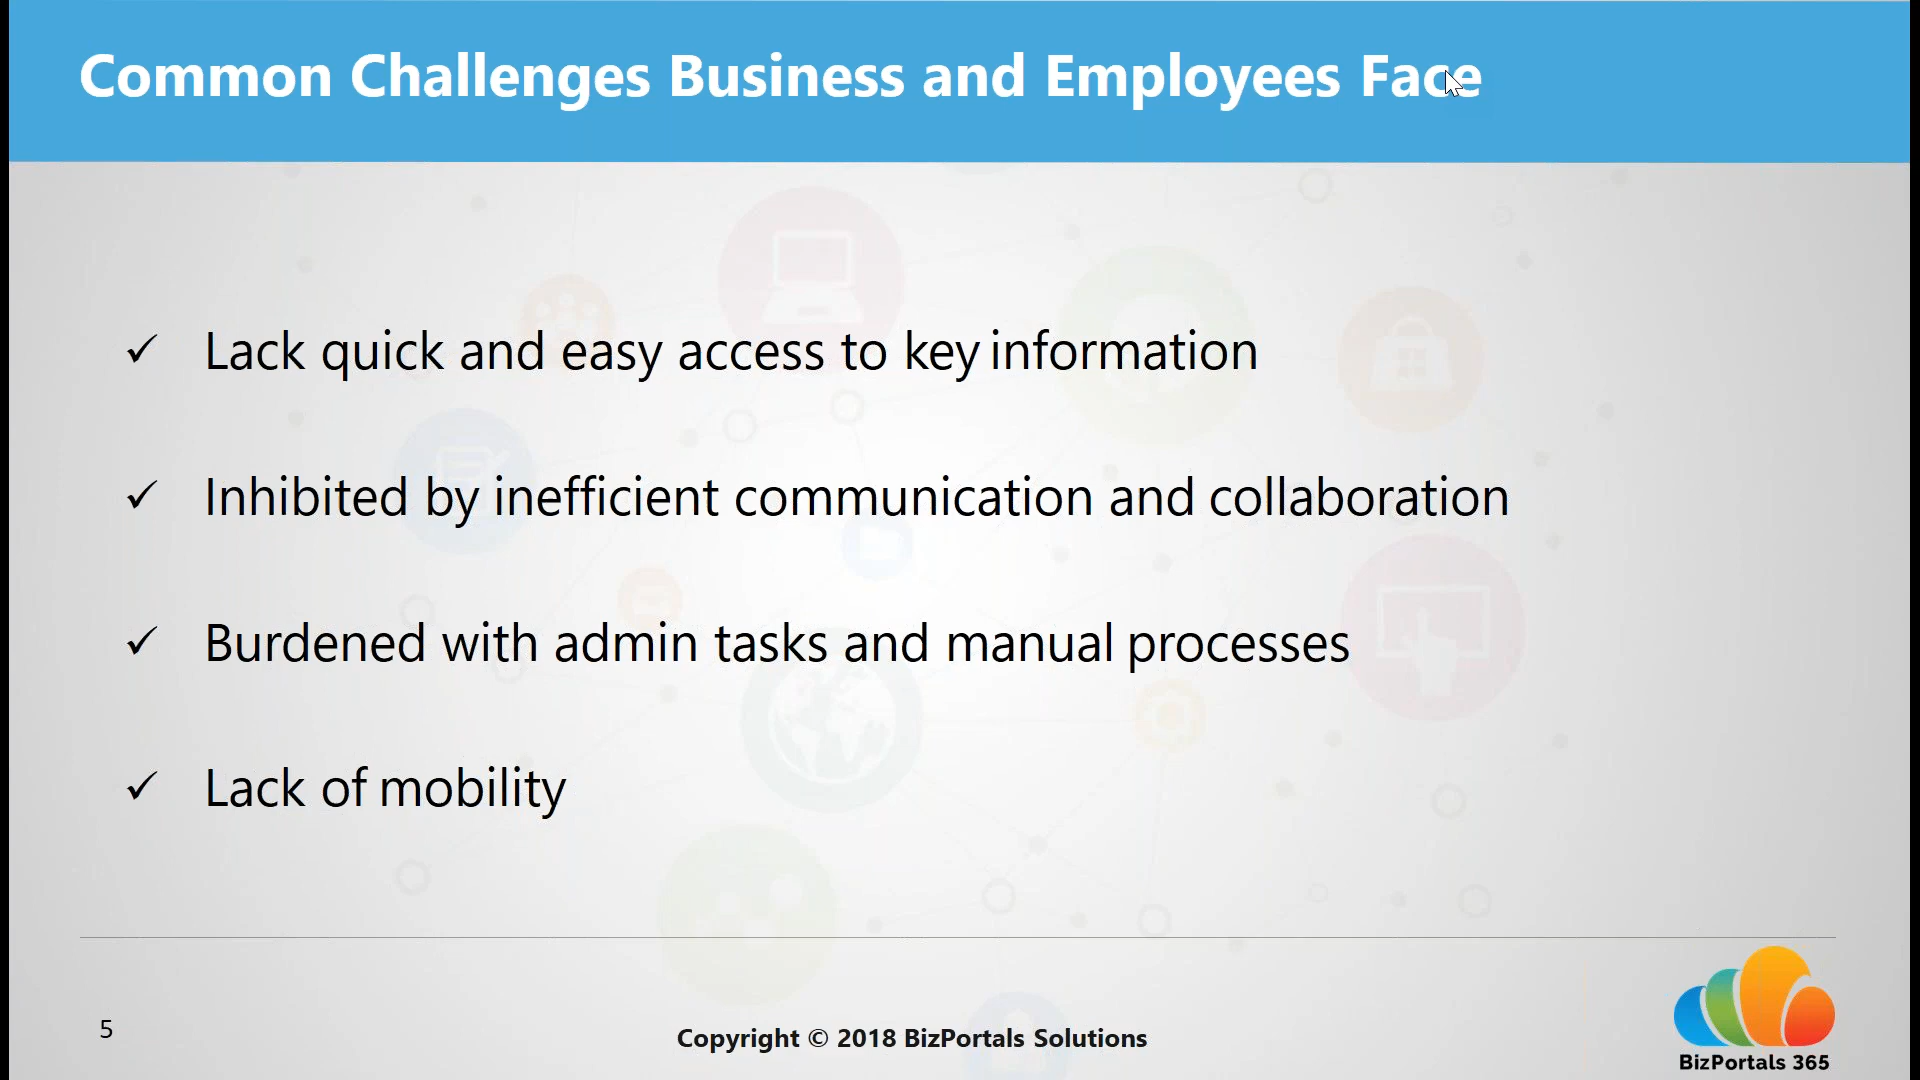 Common Challenges Business and Employees Face
✓ Lack quick and easy access to key information
✓ Inhibited by inefficient communication and collaboration
✓ Burdened with admin tasks and manual processes
✓ Lack of mobility
5
Copyright © 2018 BizPortals Solutions
BizPortals 365